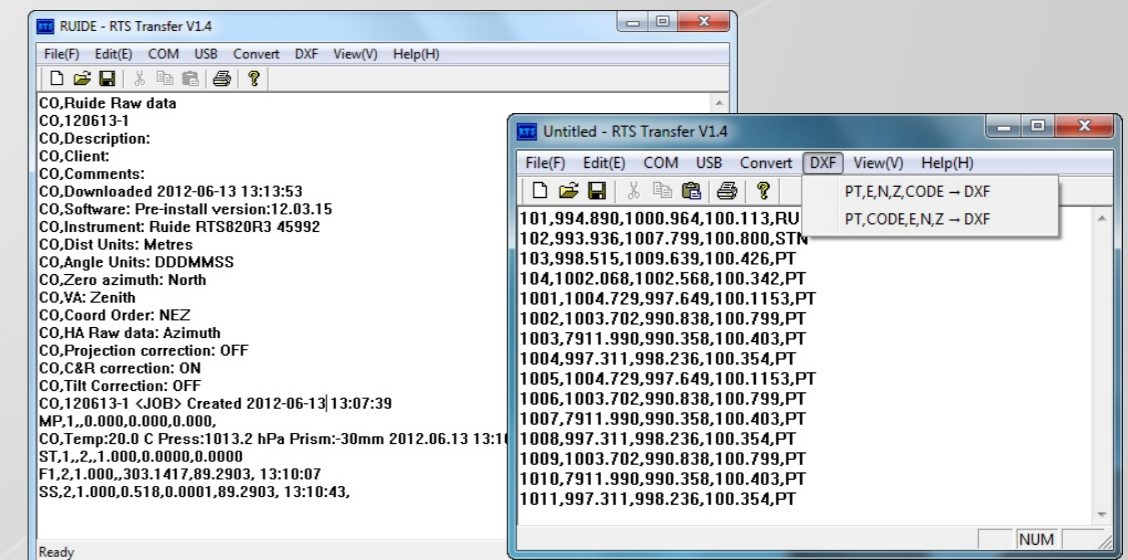 RUIDE - RTS Transfer V1.4
File(F) Edit(E) COM USB Convert DXF View(V) Help(H)
CO,Ruide Raw data
CO,120613-1
CO,Description:
CO,Client:
CO,Comments:
CO,Downloaded 2012-06-13 13:13:53
CO,Software: Pre-install version:12.03.15
CO,Instrument: Ruide RTS820R3 45992
CO,Dist Units: Metres
CO,Angle Units: DDDMMSS
CO,Zero azimuth: North
CO,VA: Zenith
CO,Coord Order: NEZ
CO,HA Raw data: Azimuth
CO,Projection correction: OFF
CO,C&R correction: ON
CO,Tilt Correction: OFF
CO,120613-1 <JOB> Created 2012-06-13 13:07:39
MP,1,,0.000,0.000,0.000,
CO,Temp:20.0 C Press:1013.2 hPa Prism:-30mm 2012.06.13 13:1
ST,1,,2,,1.000,0.0000,0.0000
F1,2,1.000,,303.1417,89.2903, 13:10:07
SS,2,1.000,0.518,0.0001,89.2903, 13:10:43,
Ready
RTS Untitled - RTS Transfer V1.4
File(F) Edit(E) COM USB Convert DXF View(V) Help(H)
PT,E,N,Z,CODE → DXF
PT,CODE,E,N,Z → DXF
101,994.890,1000.964,100.113,RU
102,993.936,1007.799,100.800,STN
103,998.515,1009.639,100.426,PT
104,1002.068,1002.568,100.342,PT
1001,1004.729,997.649,100.1153,PT
1002,1003.702,990.838,100.799,PT
1003,7911.990,990.358,100.403,PT
1004,997.311,998.236,100.354,PT
1005,1004.729,997.649,100.1153,PT
1006,1003.702,990.838,100.799,PT
1007,7911.990,990.358,100.403,PT
1008,997.311,998.236,100.354,PT
1009,1003.702,990.838,100.799,PT
1010,7911.990,990.358,100.403,PT
1011,997.311,998.236,100.354,PT
NUM